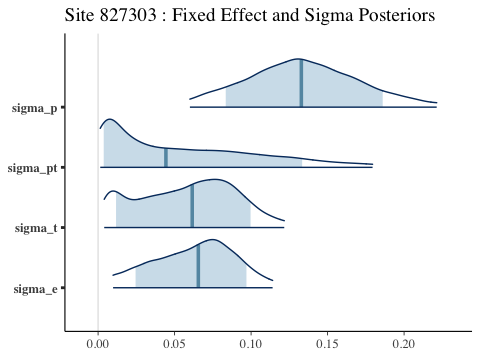 Site 827303 : Fixed Effect and Sigma Posteriors
sigma_p
sigma_pt
sigma_t
sigma_e
0.00 0.05 0.10 0.15 0.20